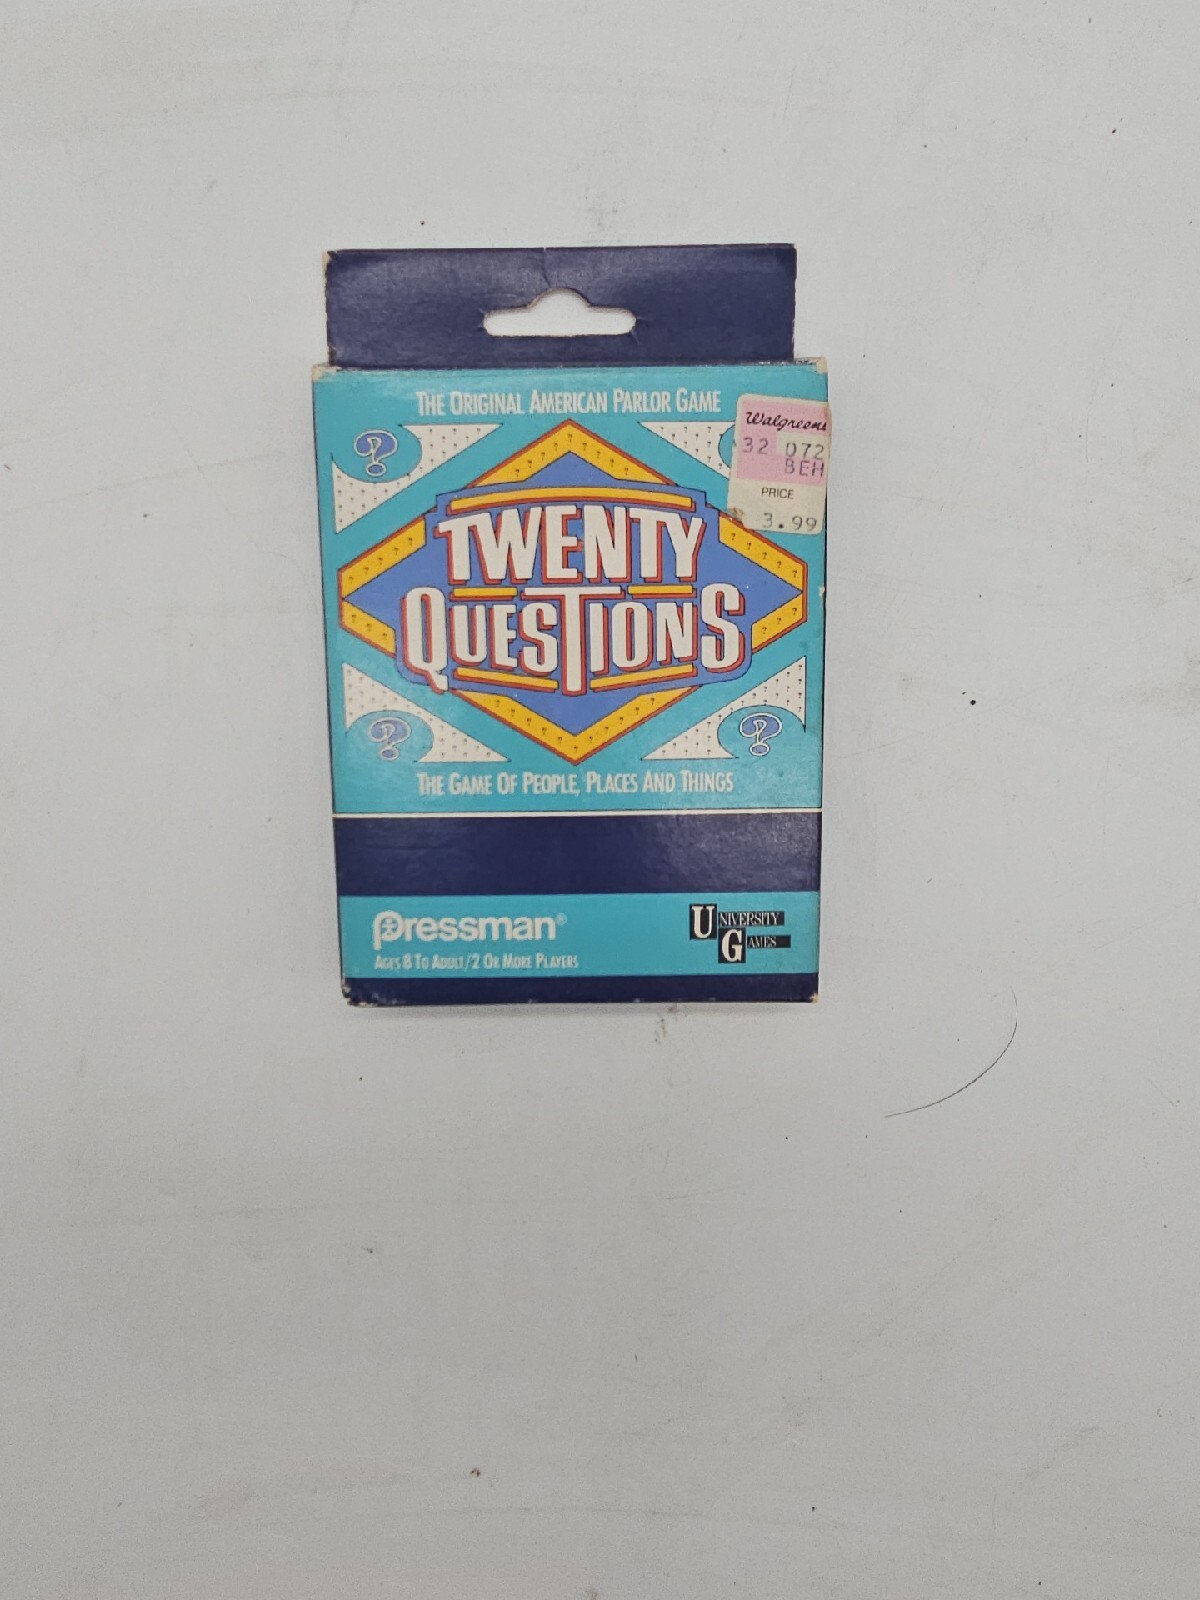 THE ORIGINAL AMERICAN PARLOR GAME
Walgreens
32 072
BEH
PRICE
3.99
TWENTY
QUESTIONS
THE GAME OF PEOPLE, PLACES AND THINGS
Pressman®
AGES 8 TO ADULT/2 OR MORE PLAYERS
UNIVERSITY
GAMES